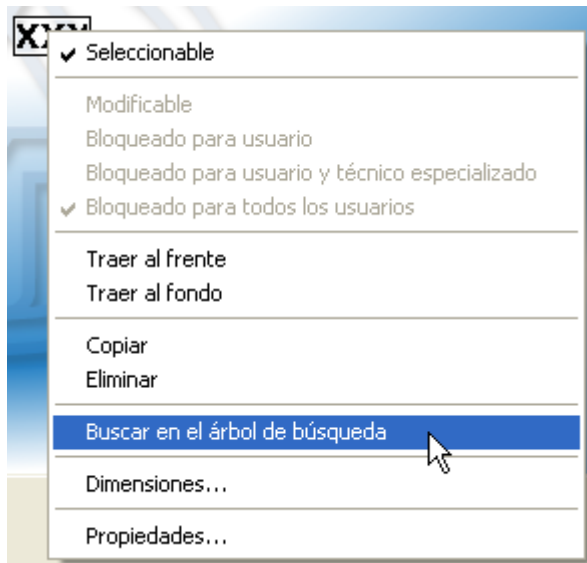 XXX
Seleccionable
Modificable
Bloqueado para usuario
Bloqueado para usuario y técnico especializado
Bloqueado para todos los usuarios
Traer al frente
Traer al fondo
Copiar
Eliminar
Buscar en el árbol de búsqueda
Dimensiones...
Propiedades...